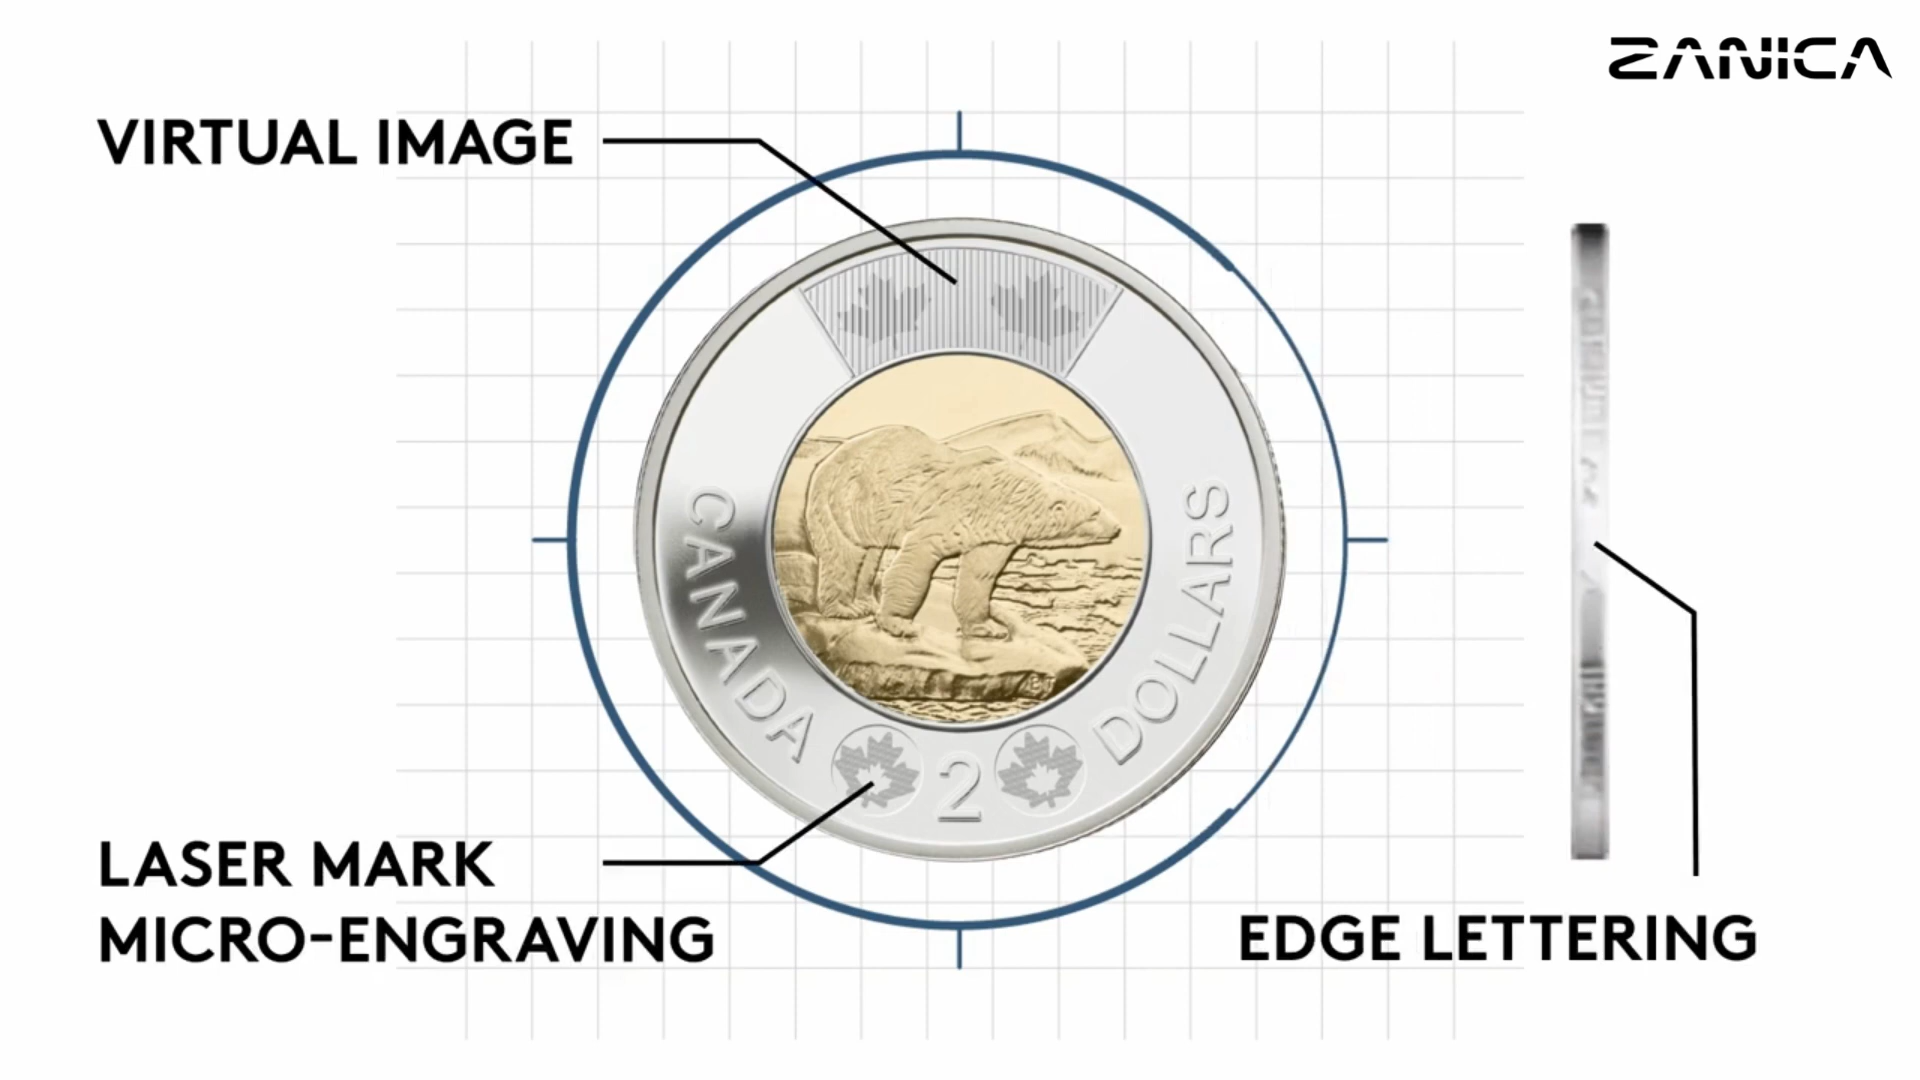 ZANICA
VIRTUAL IMAGE
CANADA
2
DOLLARS
LASER MARK
MICRO-ENGRAVING
EDGE LETTERING